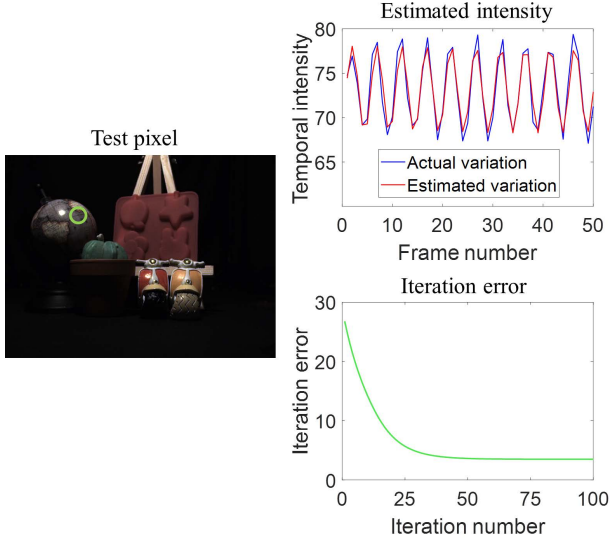 Test pixel
Estimated intensity
Temporal intensity
80
75
70
65
Actual variation
Estimated variation
0 10 20 30 40 50
Frame number
Iteration error
Iteration error
30
20
10
0
0 25 50 75 100
Iteration number